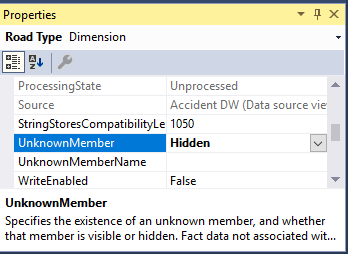 Properties
Road Type Dimension
ProcessingState Unprocessed
Source Accident DW (Data source vie
StringStoresCompatibilityLe 1050
UnknownMember Hidden
UnknownMemberName
WriteEnabled False
UnknownMember
Specifies the existence of an unknown member, and whether
that member is visible or hidden. Fact data not associated wit...